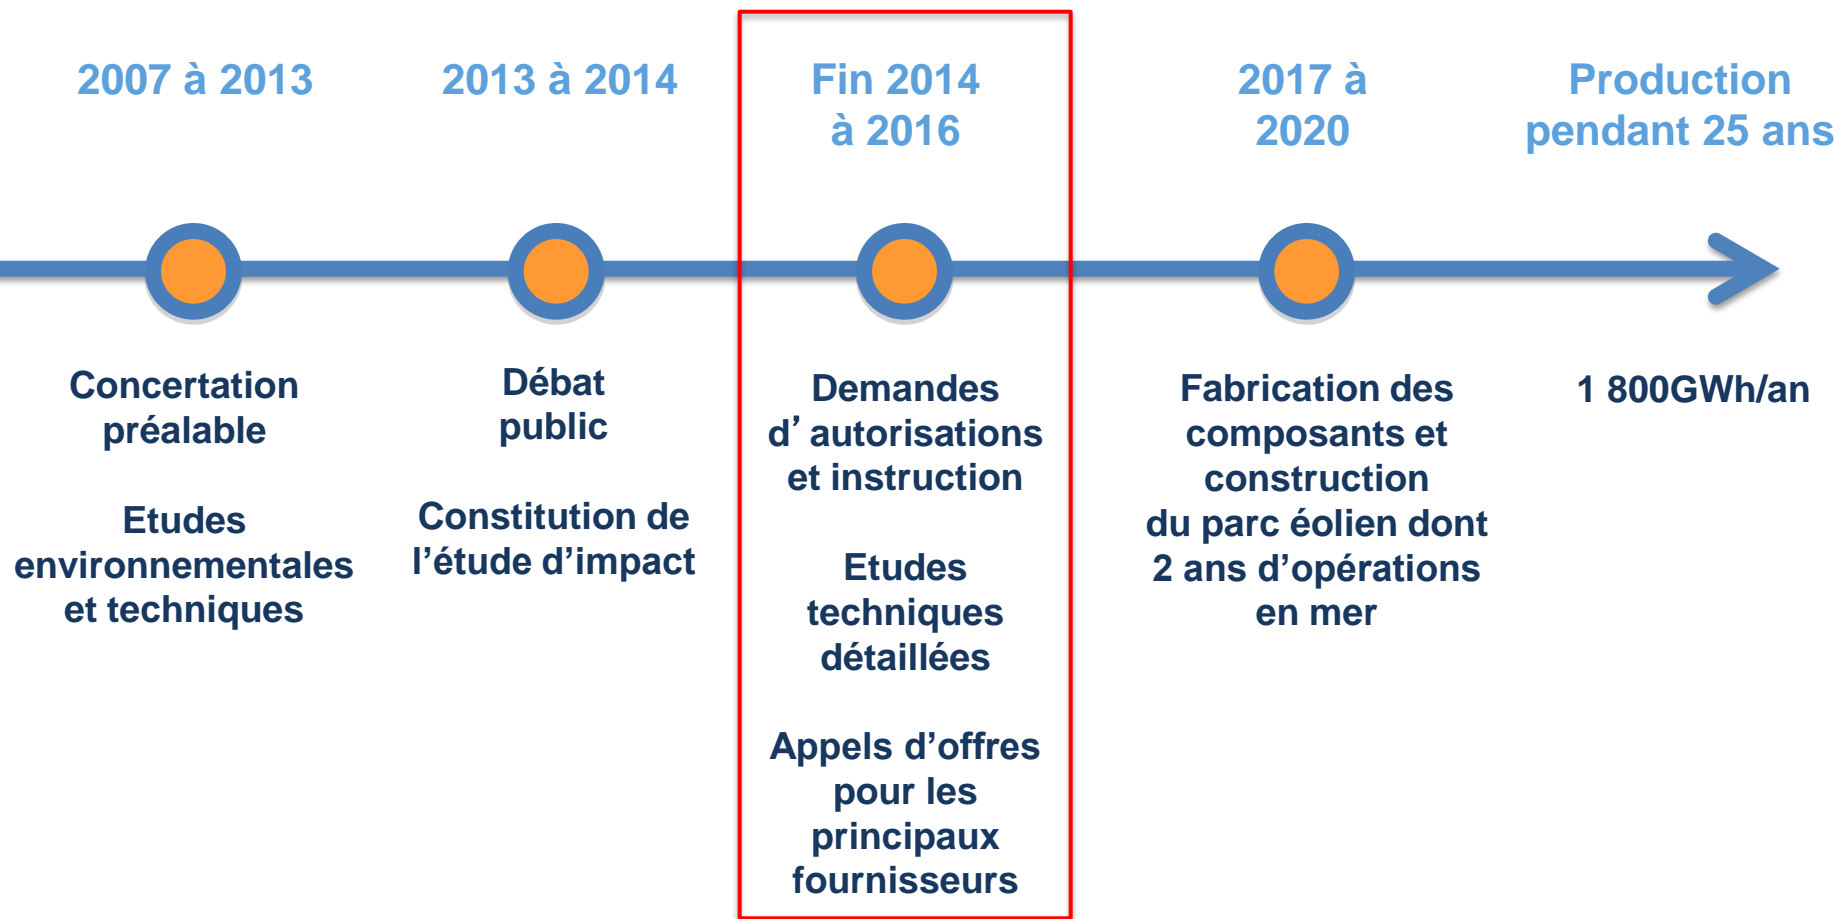 2007 à 2013
Concertation
préalable
Etudes
environnementales
et techniques
2013 à 2014
Débat
public
Constitution de
l’étude d’impact
Fin 2014
à 2016
Demandes
d’ autorisations
et instruction
Etudes
techniques
détaillées
Appels d’offres
pour les
principaux
fournisseurs
2017 à
2020
Fabrication des
composants et
construction
du parc éolien dont
2 ans d’opérations
en mer
Production
pendant 25 ans
1 800GWh/an